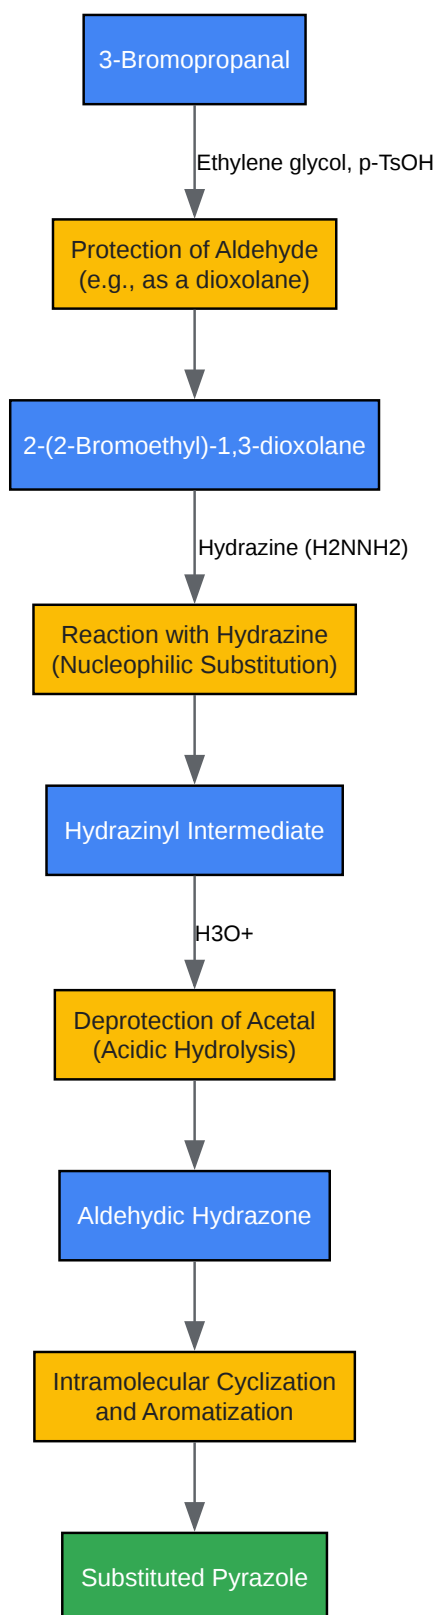 3-Bromopropanal
Ethylene glycol, p-TsOH
Protection of Aldehyde
(e.g., as a dioxolane)
2-(2-Bromoethyl)-1,3-dioxolane
Hydrazine (H2NNH2)
Reaction with Hydrazine
(Nucleophilic Substitution)
Hydrazinyl Intermediate
H3O+
Deprotection of Acetal
(Acidic Hydrolysis)
Aldehydic Hydrazone
Intramolecular Cyclization
and Aromatization
Substituted Pyrazole